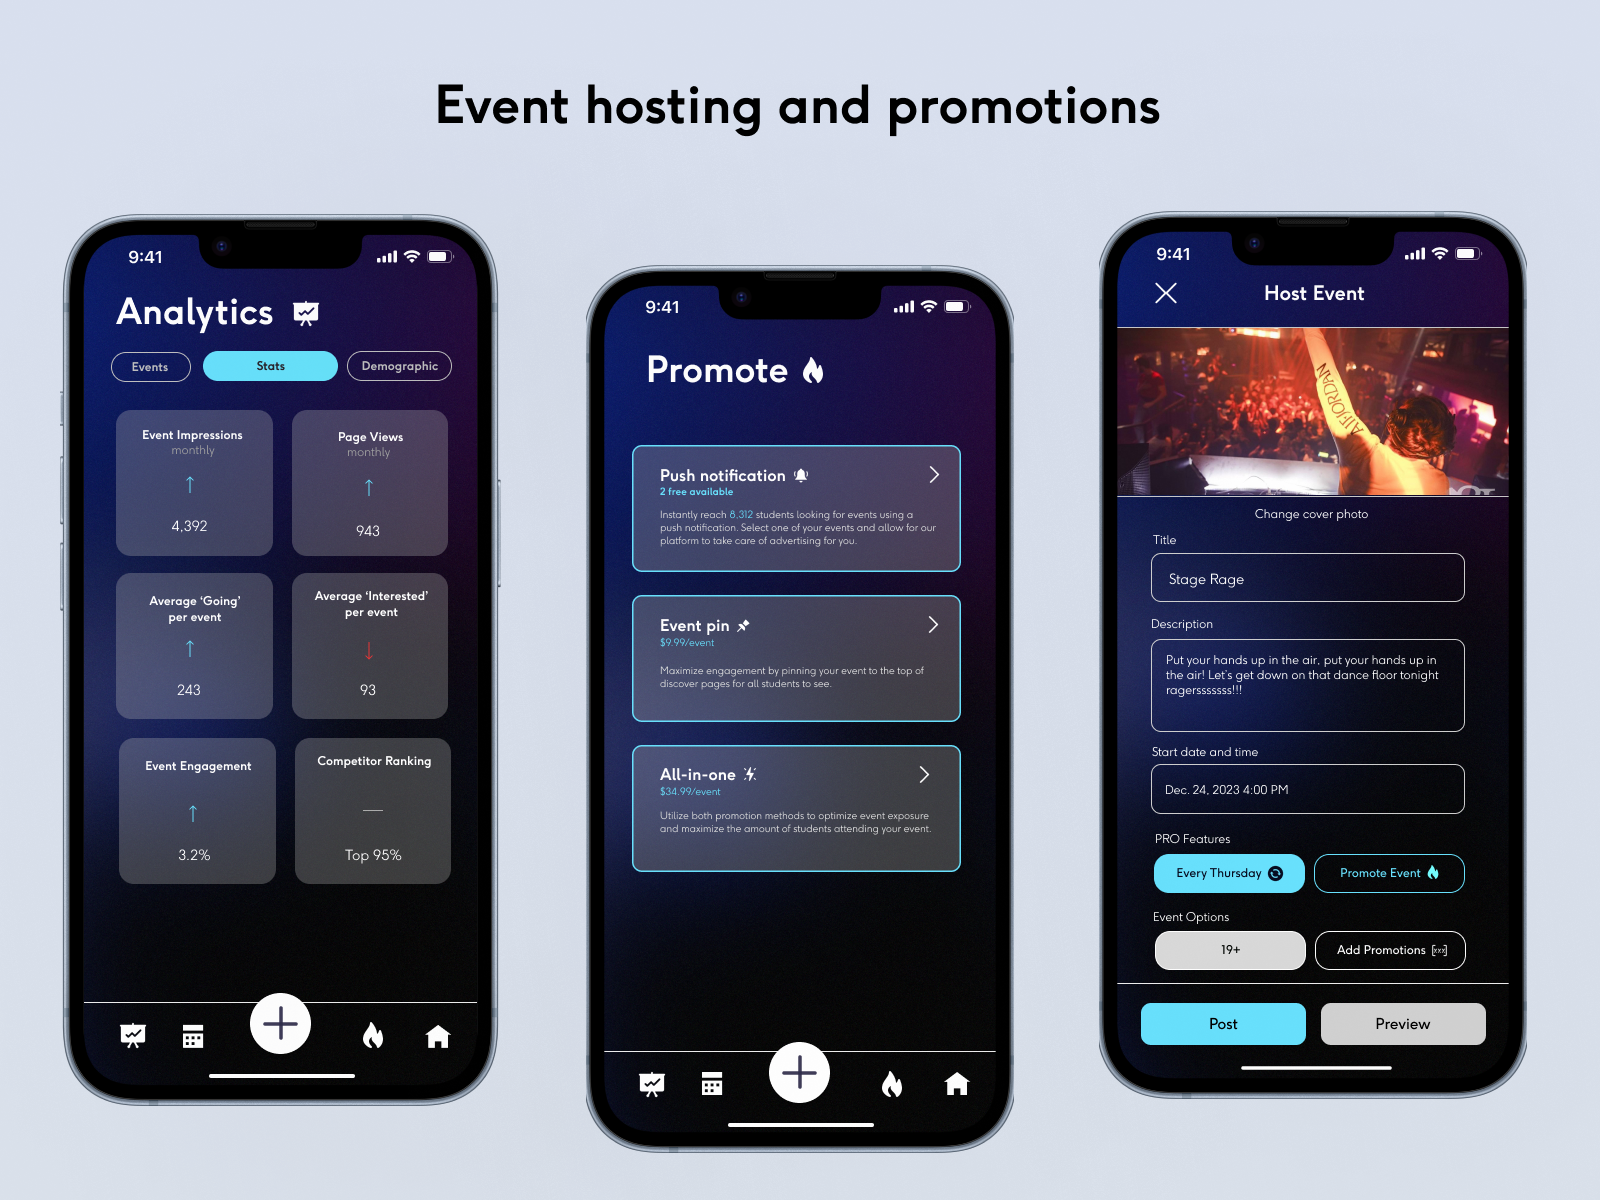 Event hosting and promotions
9:41
Analytics
Events
Stats
Demographic
Event Impressions
monthly
4,392
Page Views
monthly
943
Average ‘Going’
per event
243
Average ‘Interested’
per event
93
Event Engagement
3.2%
Competitor Ranking
Top 95%
9:41
Promote
Push notification
2 free available
Instantly reach 8,312 students looking for events using a
push notification. Select one of your events and allow for our
platform to take care of advertising for you.
Event pin
$9.99/event
Maximize engagement by pinning your event to the top of
discover pages for all students to see.
All-in-one
$34.99/event
Utilize both promotion methods to optimize event exposure
and maximize the amount of students attending your event.
9:41
Host Event
Change cover photo
Title
Stage Rage
Description
Put your hands up in the air, put your hands up in
the air! Let's get down on that dance floor tonight
ragersssssss!!!
Start date and time
Dec. 24, 2023 4:00 PM
PRO Features
Every Thursday
Promote Event
Event Options
19+
Add Promotions
Post
Preview